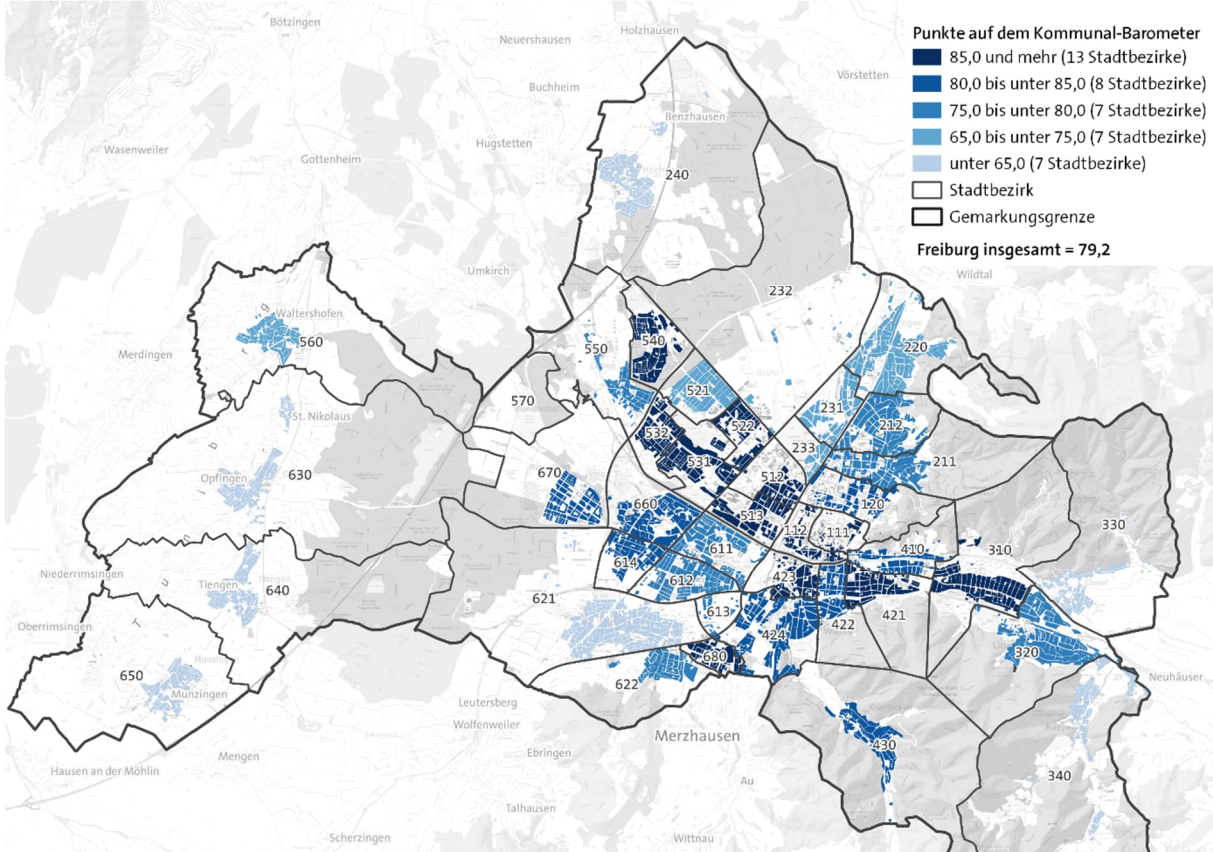 Punkte auf dem Kommunal-Barometer
85,0 und mehr (13 Stadtbezirke)
80,0 bis unter 85,0 (8 Stadtbezirke)
75,0 bis unter 80,0 (7 Stadtbezirke)
65,0 bis unter 75,0 (7 Stadtbezirke)
unter 65,0 (7 Stadtbezirke)
Stadtbezirk
Gemarkungsgrenze
Freiburg insgesamt = 79,2
Bötzingen
Holzhausen
Neuershausen
Vörstetten
Buchheim
Benzhausen
Wasenweiler
Hugstetten
Gottenheim
240
Umkirch
Wildtal
232
Waltershofen
560
Merdingen
550
540
220
Brühl
521
570
231
St. Nikolaus
522
212
532
233
531
211
Opfingen
630
670
512
660
120
513
112
111
330
611
410
310
614
Niederrimsingen
Tiengen
640
612
423
621
613
421
422
Oberrimsingen
424
650
680
320
Munzingen
622
Neuhäuser
Leutersberg
Wolfenweiler
Merzhausen
430
Mengen
Ebringen
Hausen an der Möhlin
Au
340
Talhausen
Scherzingen
Wittnau